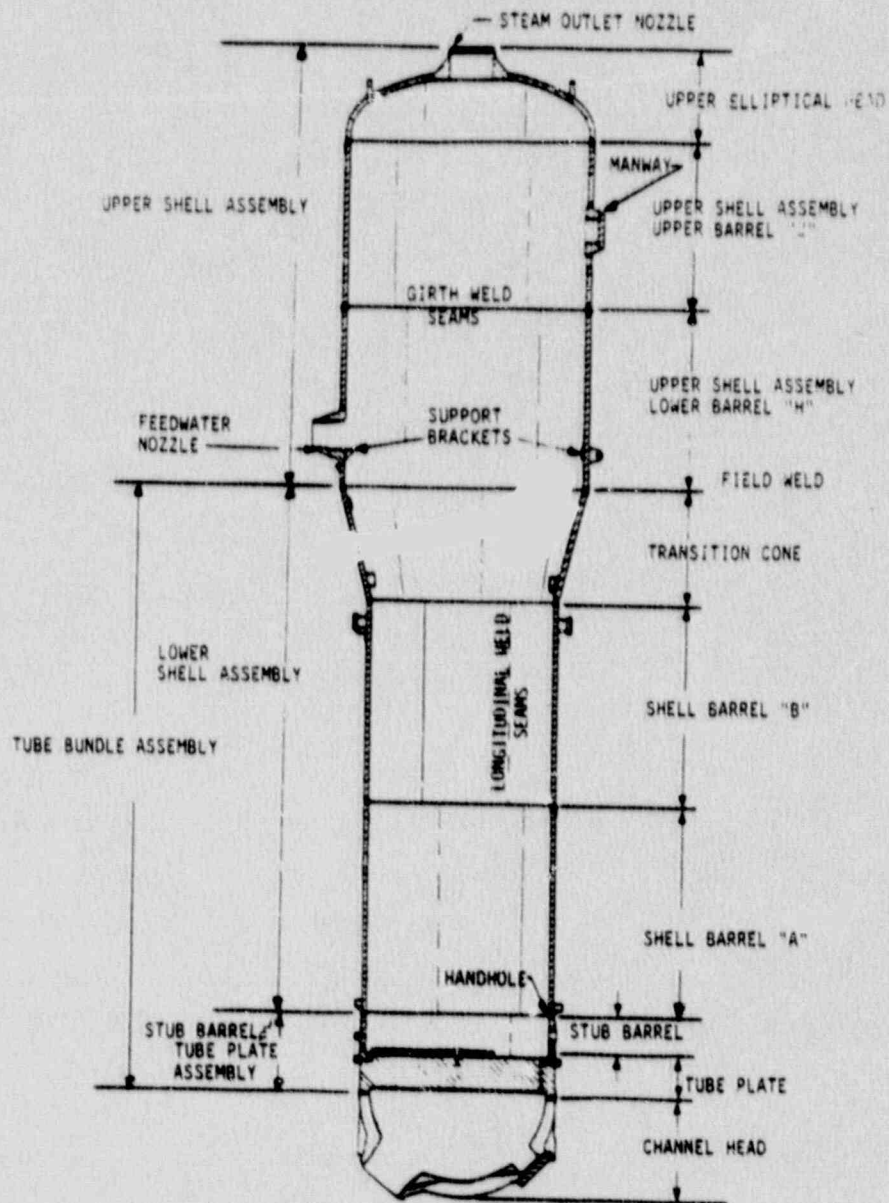 STEAM OUTLET NOZZLE
UPPER ELLIPTICAL HEAD
MANWAY
UPPER SHELL ASSEMBLY
UPPER SHELL ASSEMBLY
UPPER BARREL
GIRTH WELD
SEAMS
UPPER SHELL ASSEMBLY
LOWER BARREL "H"
FEEDWATER
NOZZLE
SUPPORT
BRACKETS
FIELD WELD
TRANSITION CONE
LOWER
SHELL ASSEMBLY
LONGITUDINAL WELD
SEAMS
SHELL BARREL "B"
TUBE BUNDLE ASSEMBLY
SHELL BARREL "A"
HANDHOLE
STUB BARREL
TUBE PLATE
ASSEMBLY
STUB BARREL
TUBE PLATE
CHANNEL HEAD